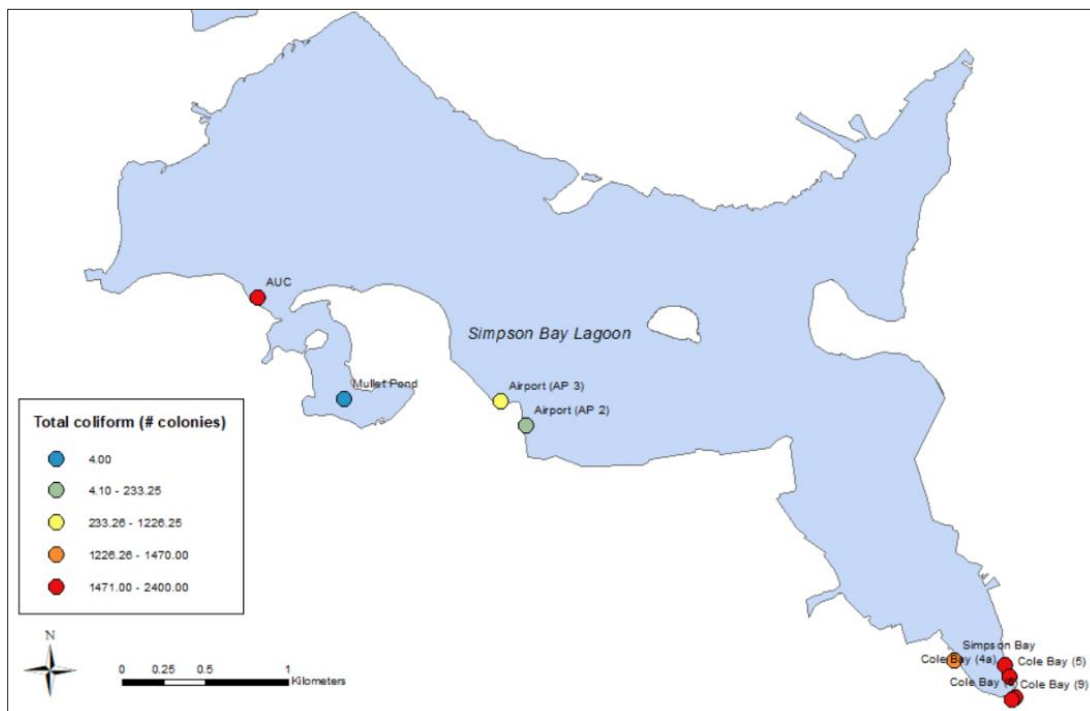 AUC
Simpson Bay Lagoon
Mullet Pond
Airport (AP 3)
Airport (AP 2)
Total coliform (# colonies)
4.00
4.10 - 233.25
233.26 - 1226.25
1226.26 - 1470.00
1471.00 - 2400.00
N
0 0.25 0.5 1
Kilometers
Simpson Bay
Cole Bay (4a)
Cole Bay (5)
Cole Bay
Cole Bay (9)